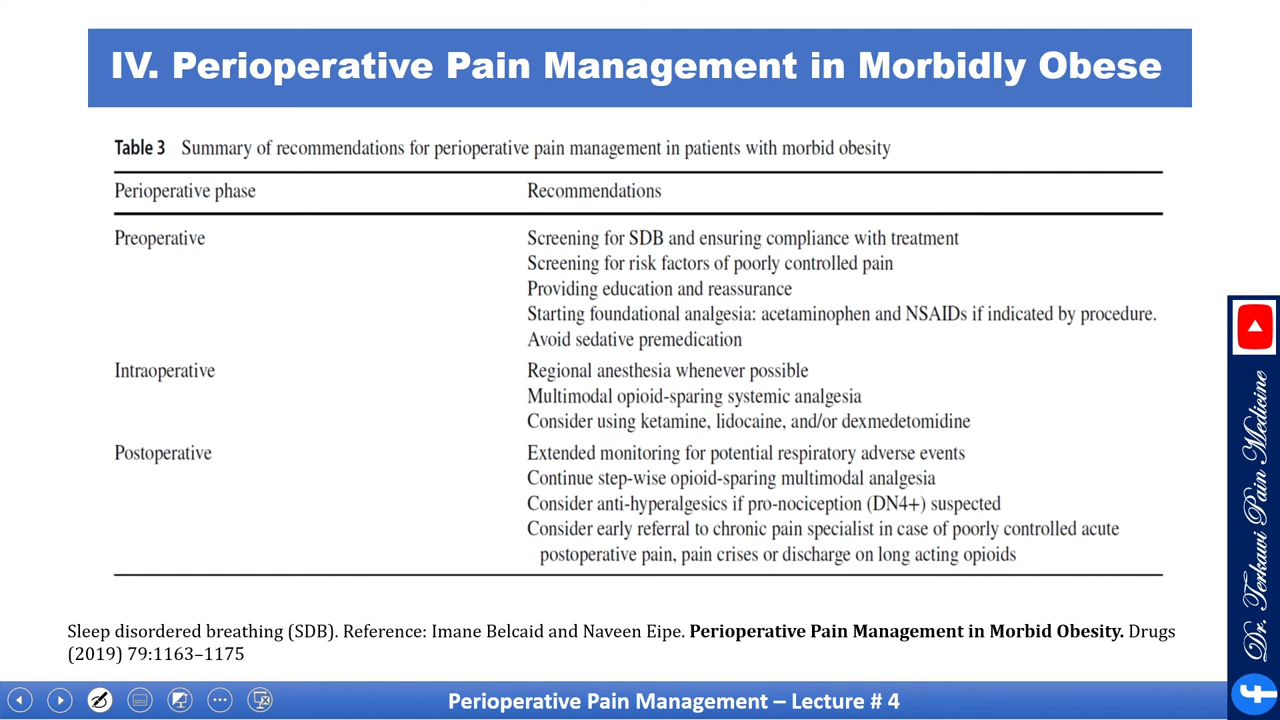 IV. Perioperative Pain Management in Morbidly Obese
Table 3 Summary of recommendations for perioperative pain management in patients with morbid obesity
Perioperative phase Recommendations
Preoperative Screening for SDB and ensuring compliance with treatment
Screening for risk factors of poorly controlled pain
Providing education and reassurance
Starting foundational analgesia: acetaminophen and NSAIDs if indicated by procedure.
Avoid sedative premedication
Intraoperative Regional anesthesia whenever possible
Multimodal opioid-sparing systemic analgesia
Consider using ketamine, lidocaine, and/or dexmedetomidine
Postoperative Extended monitoring for potential respiratory adverse events
Continue step-wise opioid-sparing multimodal analgesia
Consider anti-hyperalgesics if pro-nociception (DN4+) suspected
Consider early referral to chronic pain specialist in case of poorly controlled acute
postoperative pain, pain crises or discharge on long acting opioids
Sleep disordered breathing (SDB). Reference: Imane Belcaid and Naveen Eipe. Perioperative Pain Management in Morbid Obesity. Drugs
(2019) 79:1163–1175
Perioperative Pain Management – Lecture # 4
Dr. Terkawi Pain Medicine